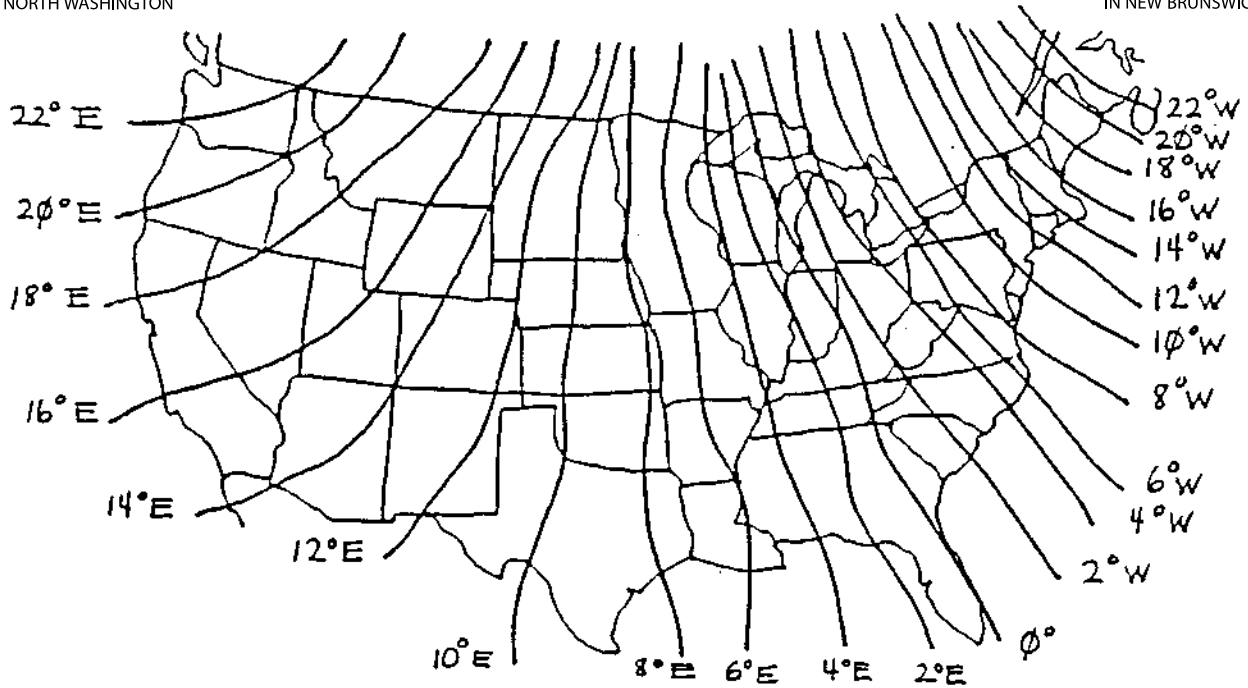 NORTH WASHINGTON
IN NEW BRUNSWIC
22° E
20° E
18° E
16° E
14° E
12° E
10° E
8° E
6° E
4° E
2° E
0°
2° W
4° W
6° W
8° W
10° W
12° W
14° W
16° W
18° W
20° W
22° W